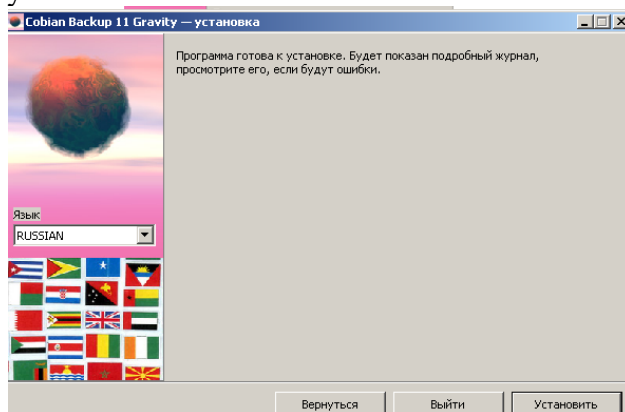 Cobian Backup 11 Gravity — установка
Программа готова к установке. Будет показан подробный журнал,
просмотрите его, если будут ошибки.
Язык
RUSSIAN
Вернуться
Выйти
Установить